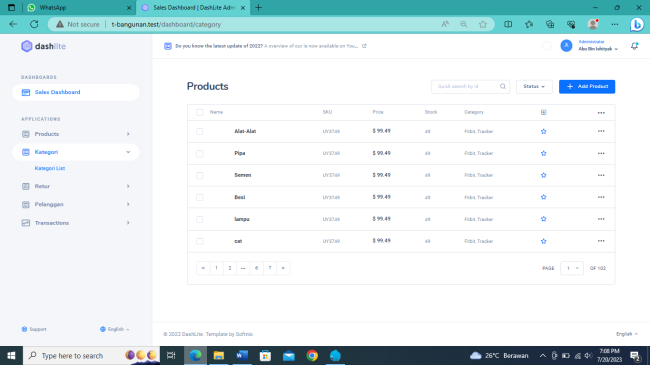 WhatsApp
Sales Dashboard | DashLite Adm
Not secure | t-bangunan.test/dashboard/category
dashlite
Do you know the latest update of 2022? A overview of our is now available on You...
Administrator
Abu Bin Ishityak
DASHBOARDS
Sales Dashboard
APPLICATIONS
Products
Kategori
Kategori List
Retur
Pelanggan
Transactions
Support
English
Products
Quick search by id
Status
Add Product
Name SKU Price Stock Category
Alat-Alat UY3749 $ 99.49 49 Fitbit, Tracker
Pipa UY3749 $ 99.49 49 Fitbit, Tracker
Semen UY3749 $ 99.49 49 Fitbit, Tracker
Besi UY3749 $ 99.49 49 Fitbit, Tracker
lampu UY3749 $ 99.49 49 Fitbit, Tracker
cat UY3749 $ 99.49 49 Fitbit, Tracker
1 2 6 7
PAGE 1 OF 102
© 2023 DashLite. Template by Softnio
English
Type here to search
26°C Berawan
7:08 PM
7/20/2023
2